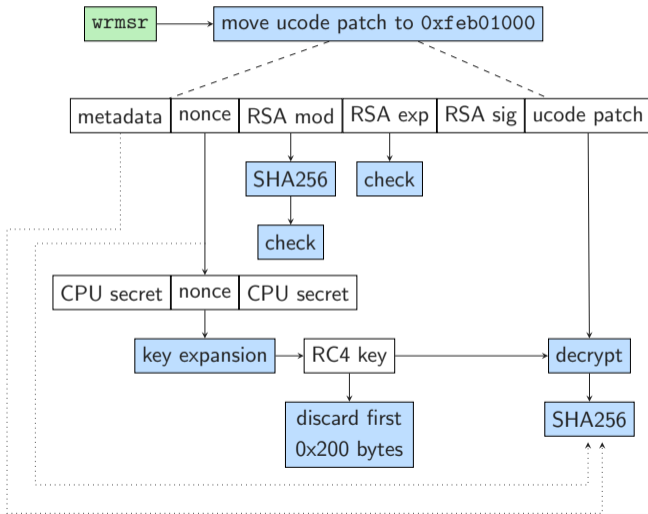 wrmsr
move ucode patch to 0xfeb01000
metadata nonce RSA mod RSA exp RSA sig ucode patch
SHA256 check
check
CPU secret nonce CPU secret
key expansion RC4 key decrypt
discard first
0x200 bytes
SHA256